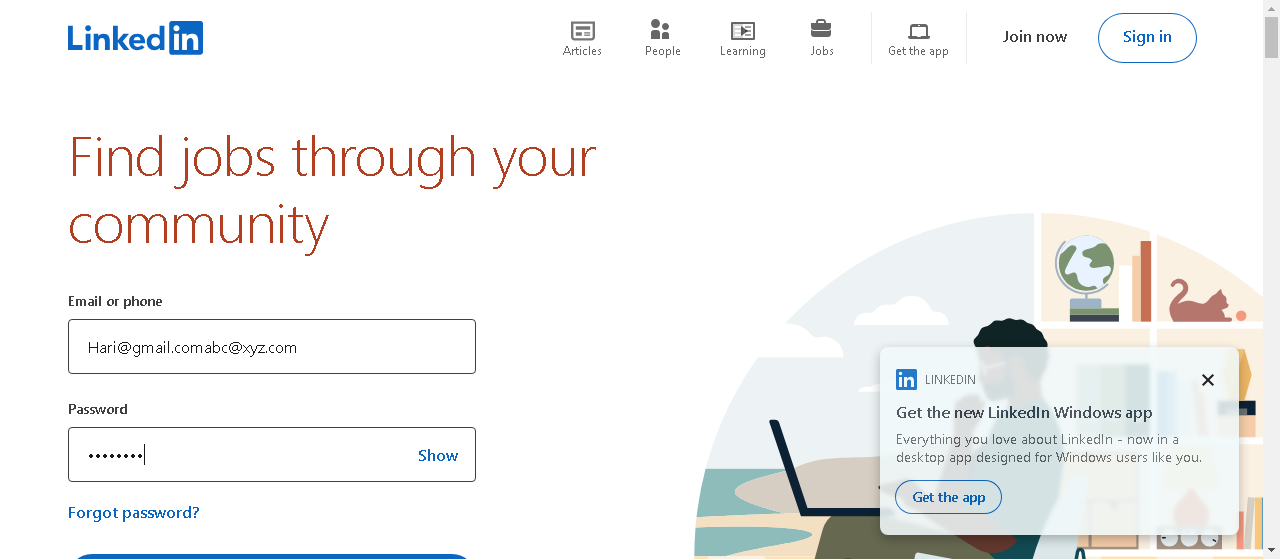 LinkedIn
Articles
People
Learning
Jobs
Get the app
Join now
Sign in
Find jobs through your
community
Email or phone
Hari@gmail.comabc@xyz.com
Password
••••••••
Show
Forgot password?
in LINKEDIN
Get the new LinkedIn Windows app
Everything you love about LinkedIn - now in a
desktop app designed for Windows users like you.
Get the app